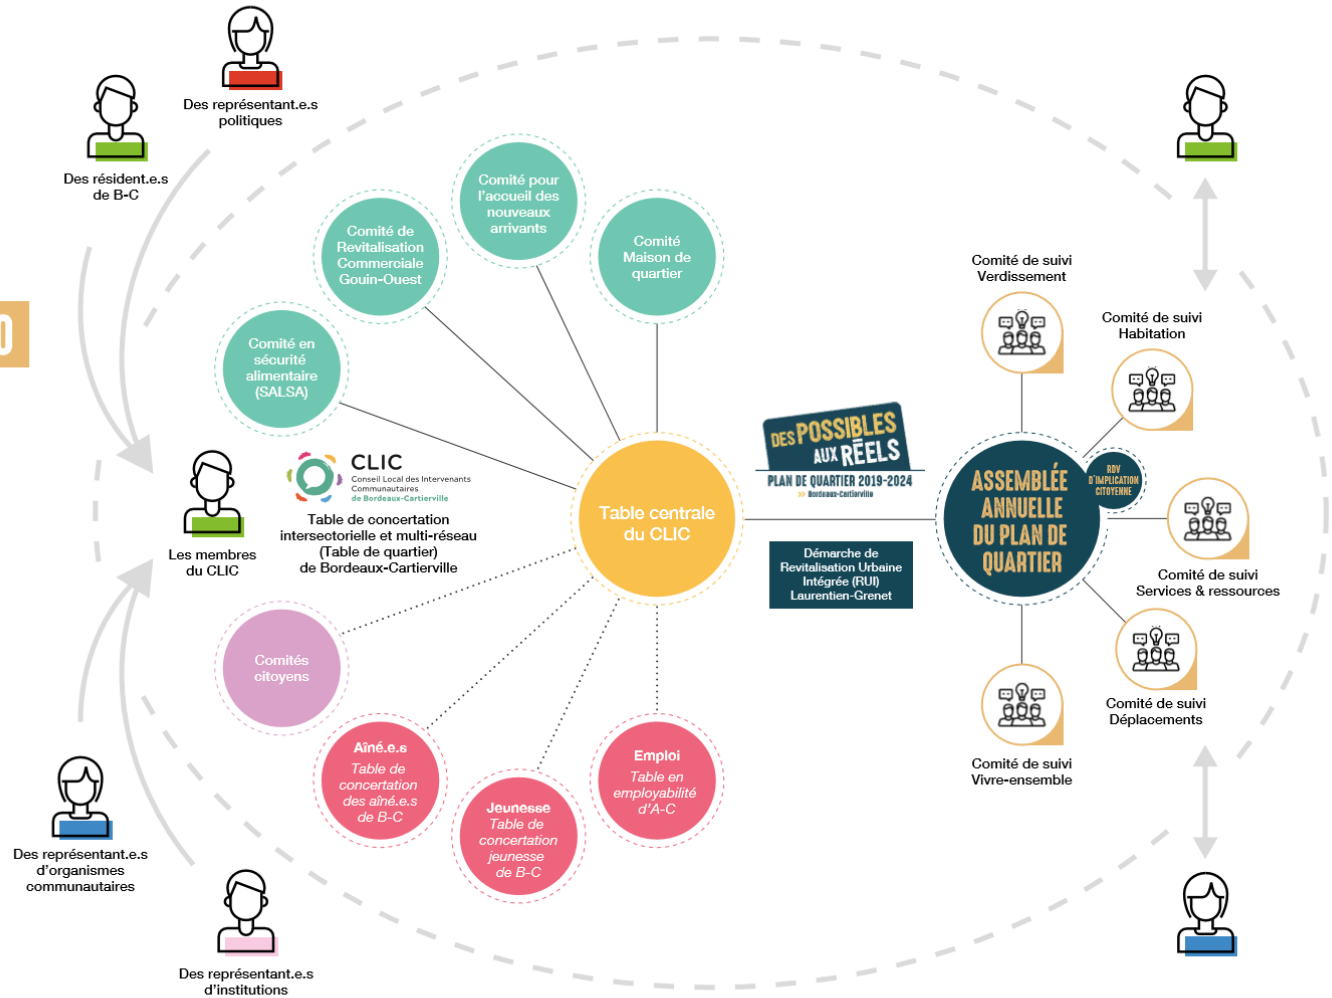 Des représentant.e.s
politiques
Des résident.e.s
de B-C
Comité pour
l'accueil des
nouveaux
arrivants
Comité de
Revitalisation
Commerciale
Gouin-Ouest
Comité
Maison de
quartier
Comité en
sécurité
alimentaire
(SALSA)
CLIC
Conseil Local des Intervenants
Communautaires
de Bordeaux-Cartierville
Table de concertation
intersectorielle et multi-réseau
(Table de quartier)
de Bordeaux-Cartierville
Les membres
du CLIC
Table centrale
du CLIC
Comités
citoyens
Aîné.e.s
Table de
concertation
des aîné.e.s
de B-C
Jeunesse
Table de
concertation
jeunesse
de B-C
Emploi
Table en
employabilité
d'A-C
Des représentant.e.s
d'organismes
communautaires
Des représentant.e.s
d'institutions
DES POSSIBLES
AUX RÉELS
PLAN DE QUARTIER 2019-2024
>> Bordeaux-Cartierville
Démarche de
Revitalisation Urbaine
Intégrée (RUI)
Laurentien-Grenet
ASSEMBLÉE
ANNUELLE
DU PLAN DE
QUARTIER
RDV
D'IMPLICATION
CITOYENNE
Comité de suivi
Verdissement
Comité de suivi
Habitation
Comité de suivi
Services & ressources
Comité de suivi
Déplacements
Comité de suivi
Vivre-ensemble